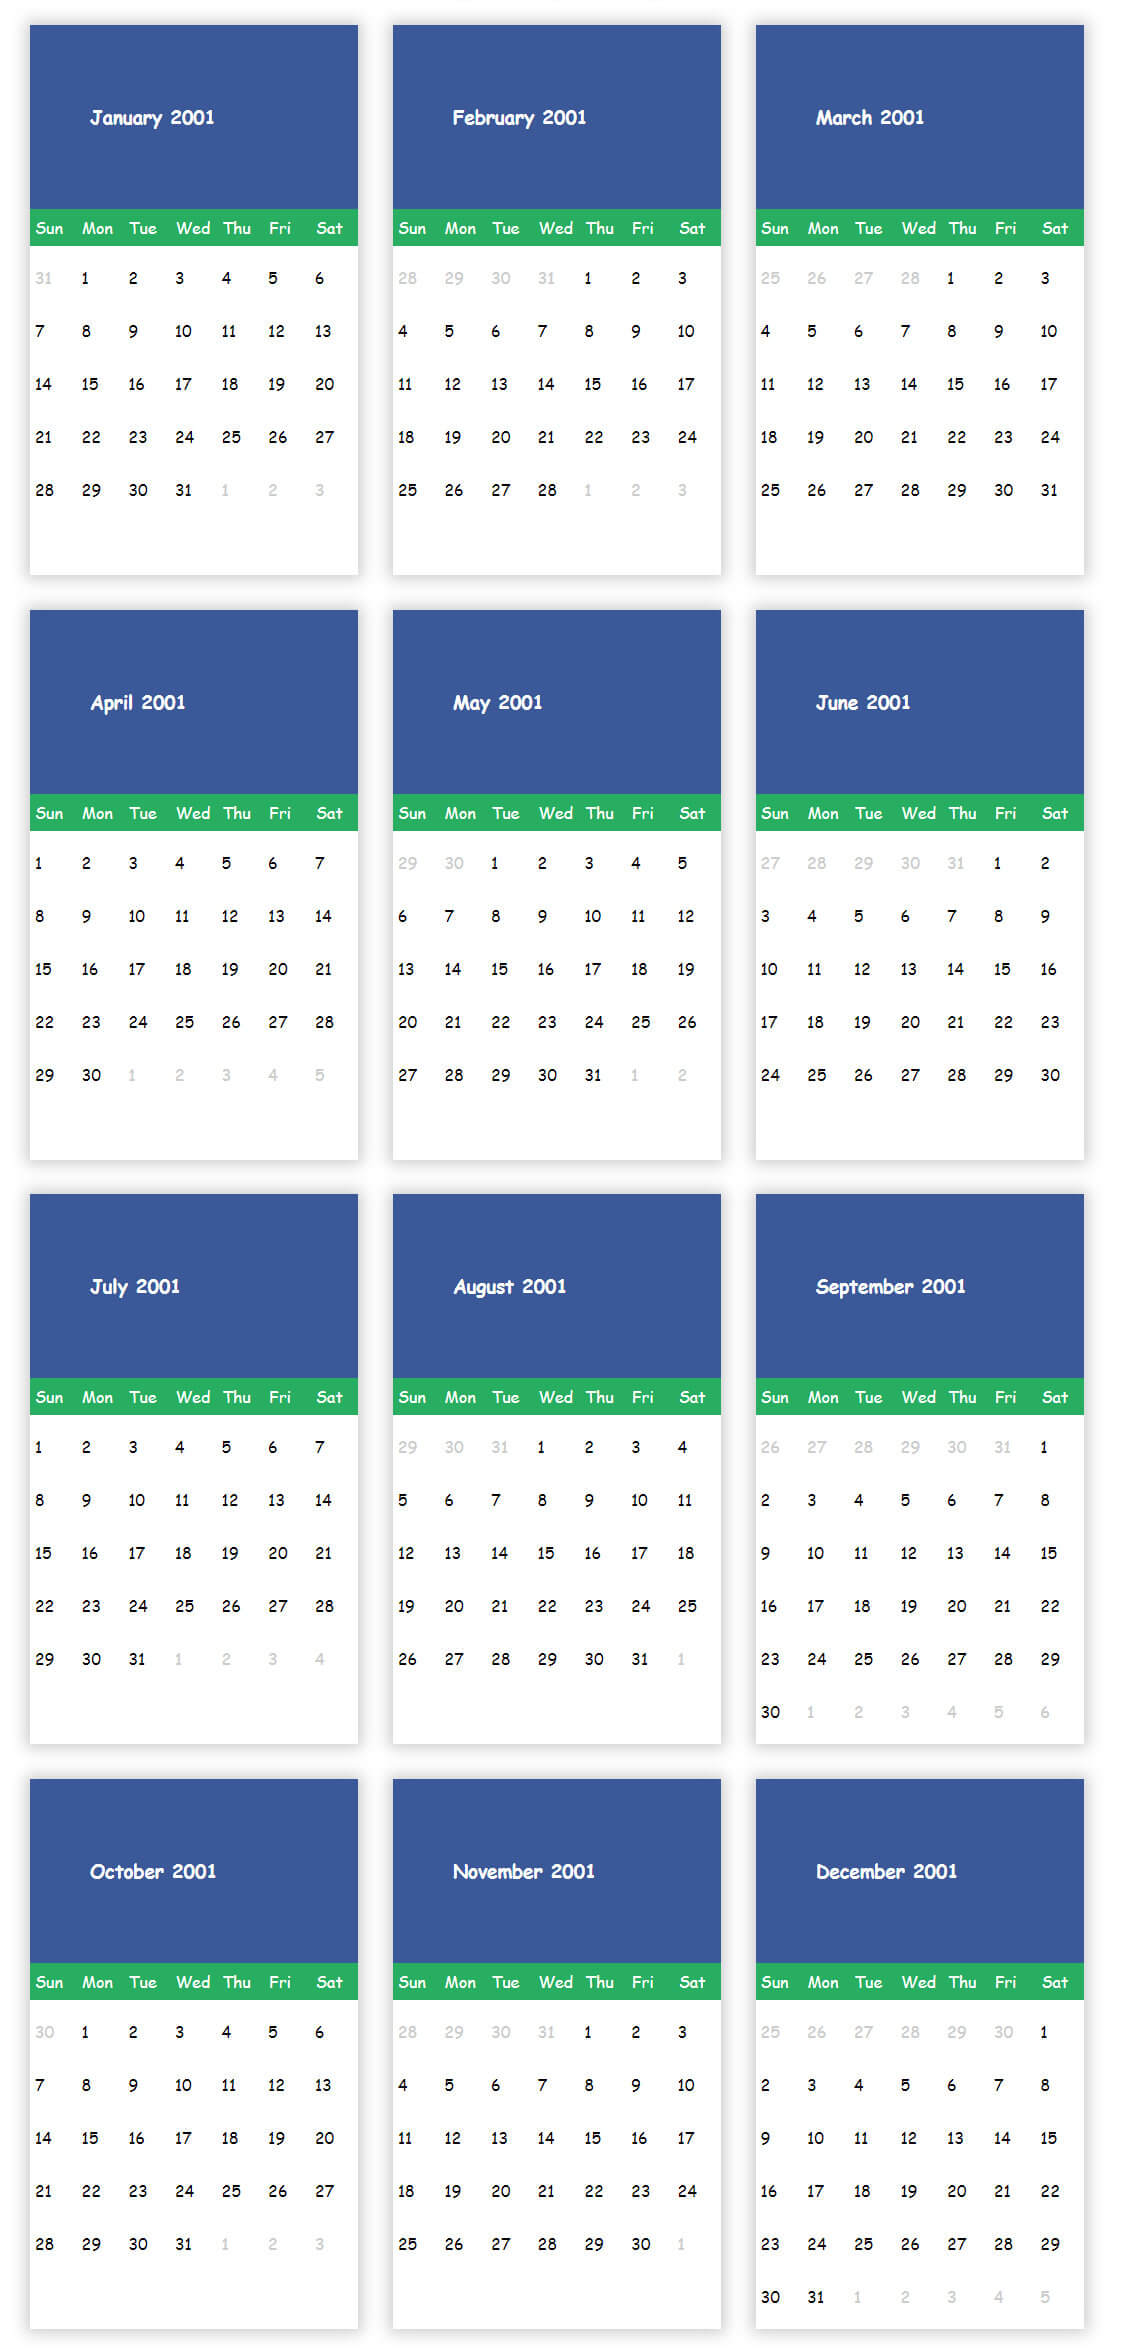 January 2001
Sun Mon Tue Wed Thu Fri Sat
31 1 2 3 4 5 6
7 8 9 10 11 12 13
14 15 16 17 18 19 20
21 22 23 24 25 26 27
28 29 30 31 1 2 3
February 2001
Sun Mon Tue Wed Thu Fri Sat
28 29 30 31 1 2 3
4 5 6 7 8 9 10
11 12 13 14 15 16 17
18 19 20 21 22 23 24
25 26 27 28 1 2 3
March 2001
Sun Mon Tue Wed Thu Fri Sat
25 26 27 28 1 2 3
4 5 6 7 8 9 10
11 12 13 14 15 16 17
18 19 20 21 22 23 24
25 26 27 28 29 30 31
April 2001
Sun Mon Tue Wed Thu Fri Sat
1 2 3 4 5 6 7
8 9 10 11 12 13 14
15 16 17 18 19 20 21
22 23 24 25 26 27 28
29 30 1 2 3 4 5
May 2001
Sun Mon Tue Wed Thu Fri Sat
29 30 1 2 3 4 5
6 7 8 9 10 11 12
13 14 15 16 17 18 19
20 21 22 23 24 25 26
27 28 29 30 31 1 2
June 2001
Sun Mon Tue Wed Thu Fri Sat
27 28 29 30 31 1 2
3 4 5 6 7 8 9
10 11 12 13 14 15 16
17 18 19 20 21 22 23
24 25 26 27 28 29 30
July 2001
Sun Mon Tue Wed Thu Fri Sat
1 2 3 4 5 6 7
8 9 10 11 12 13 14
15 16 17 18 19 20 21
22 23 24 25 26 27 28
29 30 31 1 2 3 4
August 2001
Sun Mon Tue Wed Thu Fri Sat
29 30 31 1 2 3 4
5 6 7 8 9 10 11
12 13 14 15 16 17 18
19 20 21 22 23 24 25
26 27 28 29 30 31 1
September 2001
Sun Mon Tue Wed Thu Fri Sat
26 27 28 29 30 31 1
2 3 4 5 6 7 8
9 10 11 12 13 14 15
16 17 18 19 20 21 22
23 24 25 26 27 28 29
30 1 2 3 4 5 6
October 2001
Sun Mon Tue Wed Thu Fri Sat
30 1 2 3 4 5 6
7 8 9 10 11 12 13
14 15 16 17 18 19 20
21 22 23 24 25 26 27
28 29 30 31 1 2 3
November 2001
Sun Mon Tue Wed Thu Fri Sat
28 29 30 31 1 2 3
4 5 6 7 8 9 10
11 12 13 14 15 16 17
18 19 20 21 22 23 24
25 26 27 28 29 30 1
December 2001
Sun Mon Tue Wed Thu Fri Sat
25 26 27 28 29 30 1
2 3 4 5 6 7 8
9 10 11 12 13 14 15
16 17 18 19 20 21 22
23 24 25 26 27 28 29
30 31 1 2 3 4 5